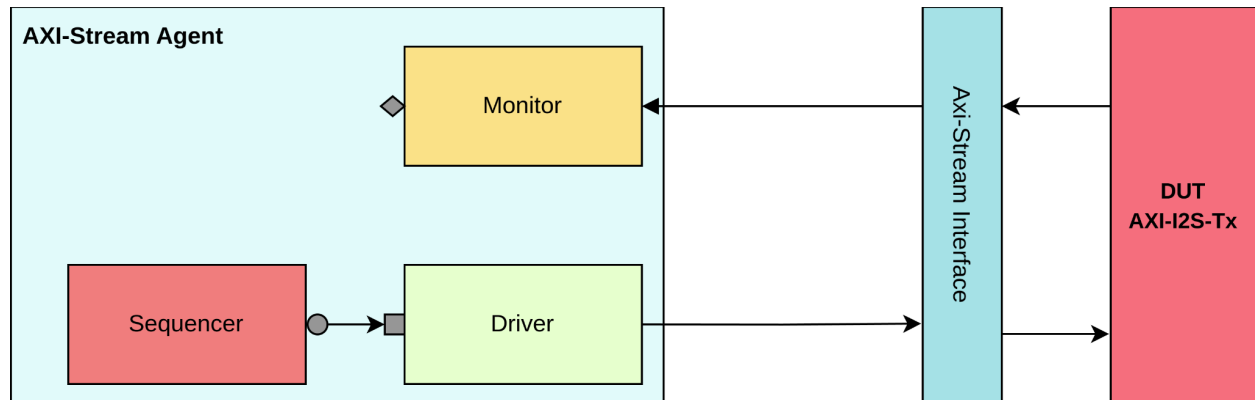 AXI-Stream Agent
Monitor
Axi-Stream Interface
DUT
AXI-I2S-Tx
Sequencer
Driver